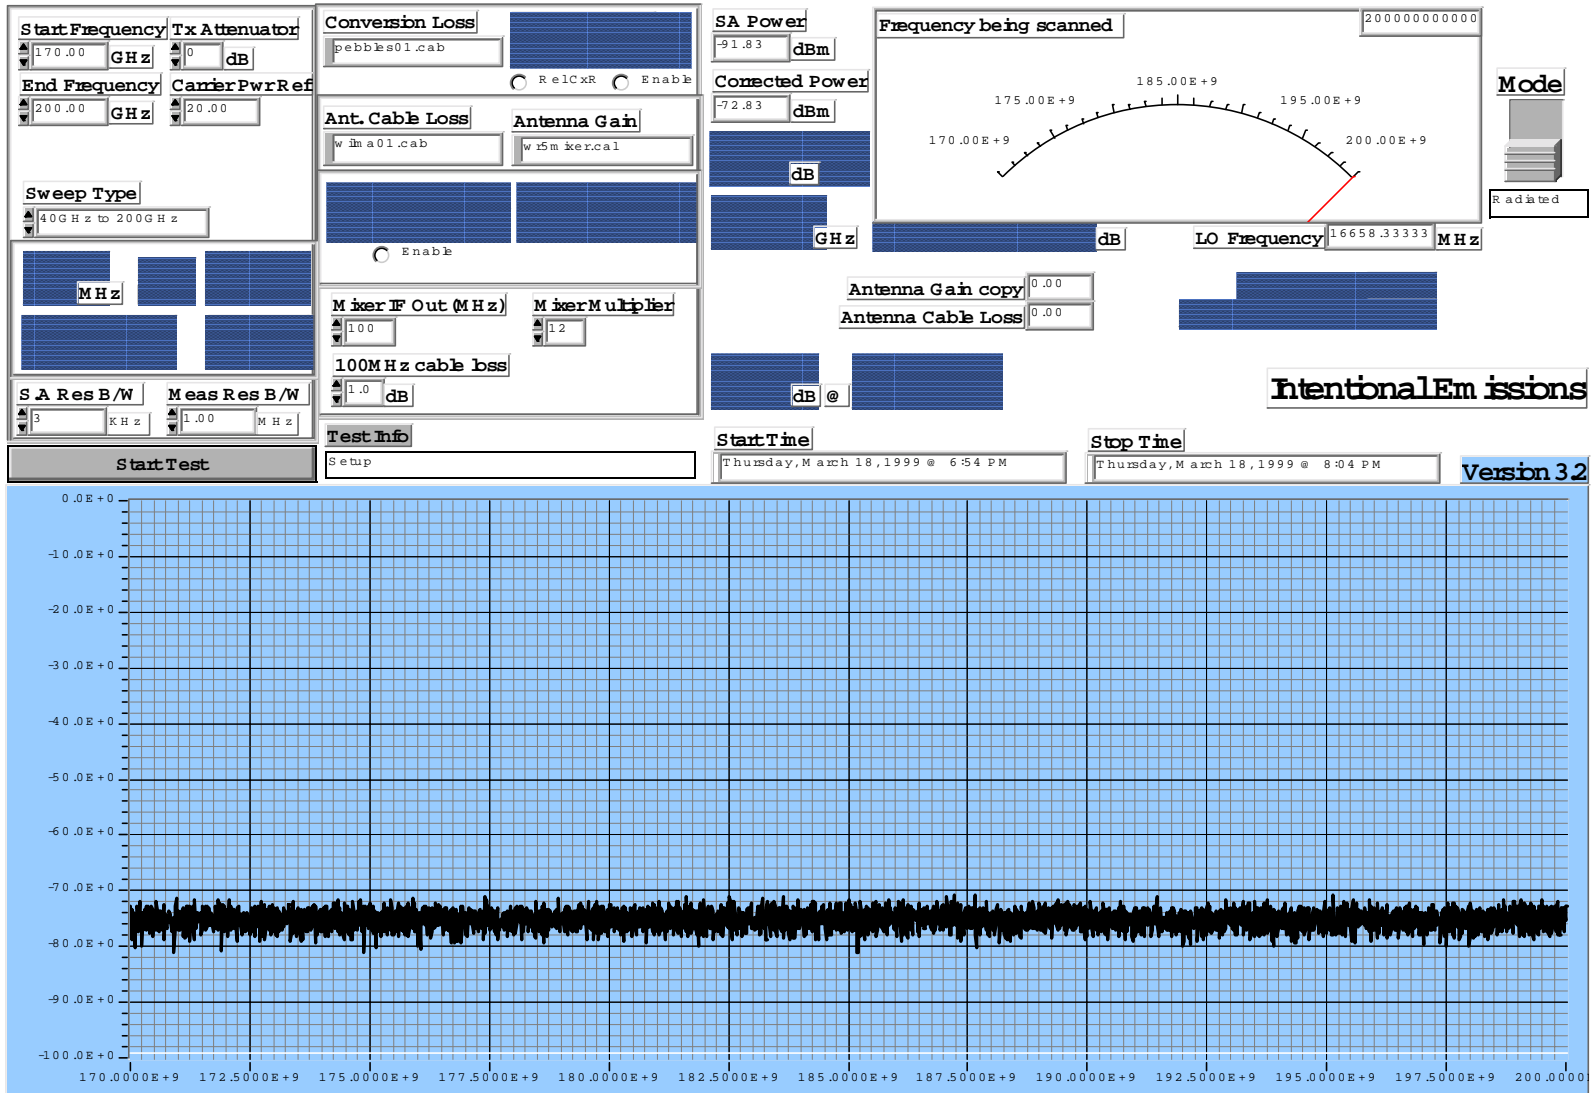 Start Frequency
170.00
GHz
Tx Attenuator
0
dB
End Frequency
200.00
GHz
Carrier Pwr Ref
20.00
Sweep Type
40GHz to 200GHz
MHz
S.A Res B/W
3
KHz
Meas Res B/W
1.00
MHz
Start Test
Conversion Loss
pebbles01.cab
RelCxR
Enable
Ant. Cable Loss
wilma01.cab
Antenna Gain
wr5mixer.cal
Enable
Mixer IF Out (MHz)
100
Mixer Multiplier
12
100MHz cable loss
1.0
dB
Test Info
Setup
SA Power
-91.83
dBm
Corrected Power
-72.83
dBm
dB
GHz
dB
dB @
Frequency being scanned
200000000000
170.00E+9
175.00E+9
185.00E+9
195.00E+9
200.00E+9
Mode
Radiated
LO Frequency
16658.33333
MHz
Antenna Gain copy
0.00
Antenna Cable Loss
0.00
Intentional Emissions
Start Time
Thursday, March 18, 1999 @ 6:54 PM
Stop Time
Thursday, March 18, 1999 @ 8:04 PM
Version 3.2
0.0E+0
-10.0E+0
-20.0E+0
-30.0E+0
-40.0E+0
-50.0E+0
-60.0E+0
-70.0E+0
-80.0E+0
-90.0E+0
-100.0E+0
170.0000E+9
172.5000E+9
175.0000E+9
177.5000E+9
180.0000E+9
182.5000E+9
185.0000E+9
187.5000E+9
190.0000E+9
192.5000E+9
195.0000E+9
197.5000E+9
200.0000